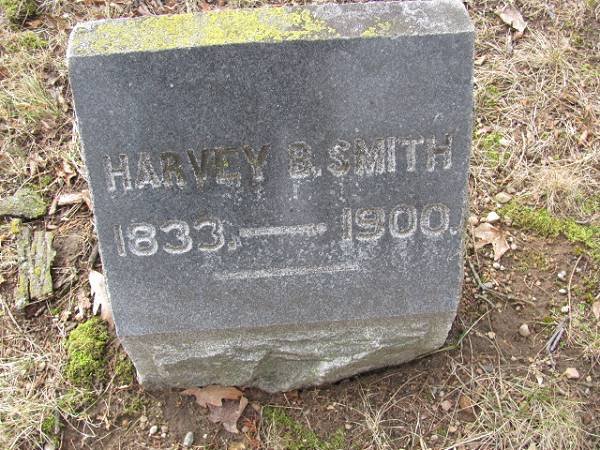 HARVEY B. SMITH
1833. — 1900.